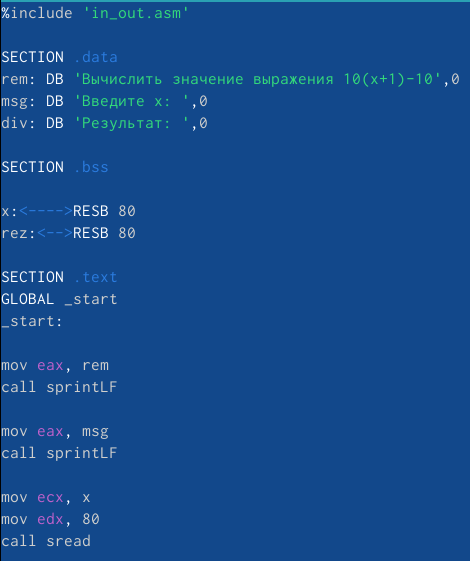 %include 'in_out.asm'
SECTION .data
rem: DB 'Вычислить значение выражения 10(x+1)-10',0
msg: DB 'Введите x: ',0
div: DB 'Результат: ',0
SECTION .bss
x:<---->RESB 80
rez:<-->RESB 80
SECTION .text
GLOBAL _start
_start:
mov eax, rem
call sprintLF
mov eax, msg
call sprintLF
mov ecx, x
mov edx, 80
call sread